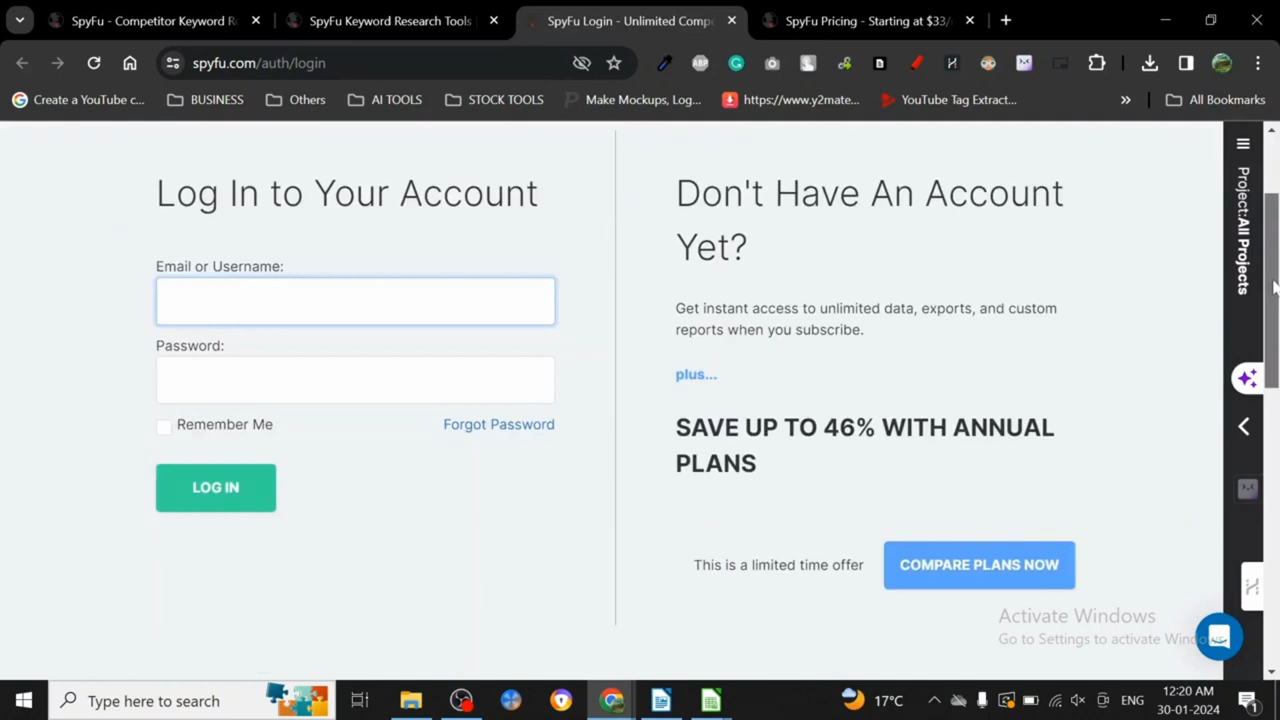 SpyFu - Competitor Keyword R
SpyFu Keyword Research Tools
SpyFu Login - Unlimited Compe
SpyFu Pricing - Starting at $33/
spyfu.com/auth/login
ABP
Create a YouTube c...
BUSINESS
Others
AI TOOLS
STOCK TOOLS
Make Mockups, Log...
https://www.y2mate...
YouTube Tag Extract...
All Bookmarks
Log In to Your Account
Email or Username:
Password:
Remember Me
Forgot Password
LOG IN
Don't Have An Account
Yet?
Get instant access to unlimited data, exports, and custom
reports when you subscribe.
plus...
SAVE UP TO 46% WITH ANNUAL
PLANS
This is a limited time offer
COMPARE PLANS NOW
Project:All Projects
Activate Windows
Go to Settings to activate Windows.
Type here to search
17°C
ENG
12:20 AM
30-01-2024
1